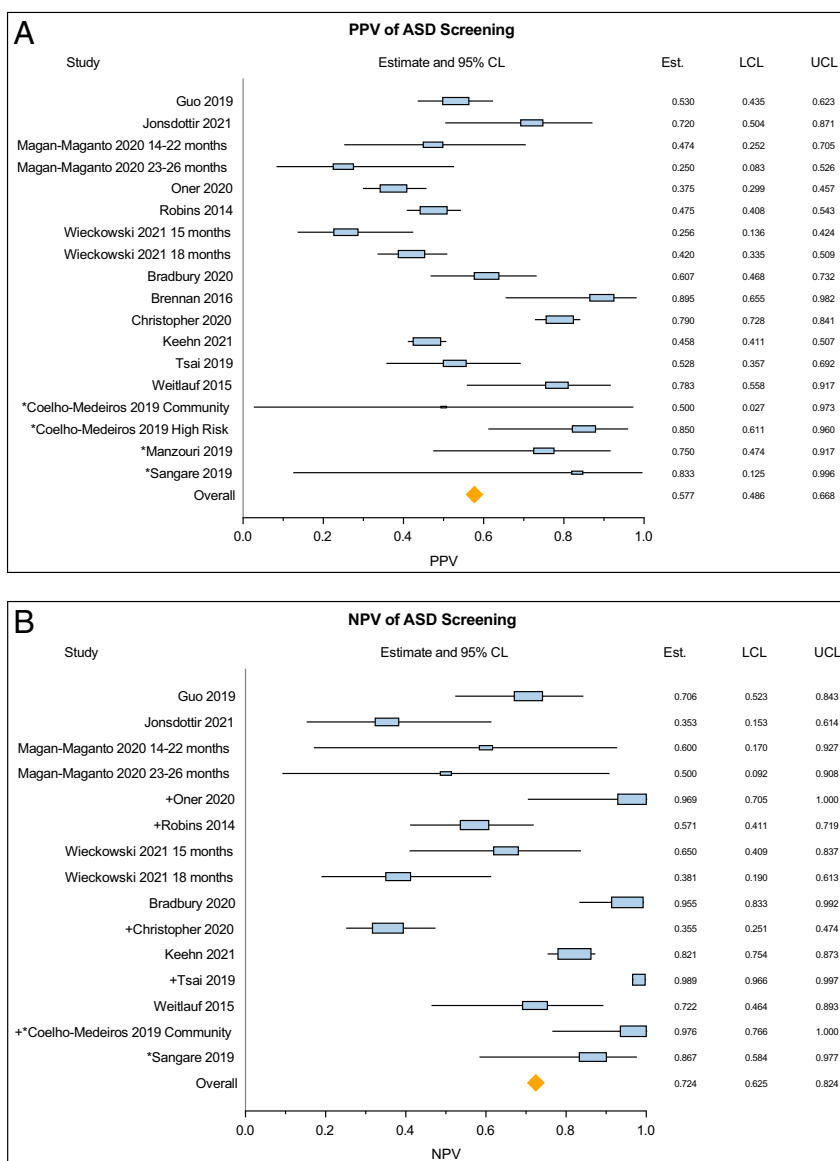 A
PPV of ASD Screening
Study Estimate and 95% CL Est. LCL UCL
Guo 2019 0.530 0.435 0.623
Jonsdottir 2021 0.720 0.504 0.871
Magan-Maganto 2020 14-22 months 0.474 0.252 0.705
Magan-Maganto 2020 23-26 months 0.250 0.083 0.526
Oner 2020 0.375 0.299 0.457
Robins 2014 0.475 0.408 0.543
Wieckowski 2021 15 months 0.256 0.136 0.424
Wieckowski 2021 18 months 0.420 0.335 0.509
Bradbury 2020 0.607 0.468 0.732
Brennan 2016 0.895 0.655 0.982
Christopher 2020 0.790 0.728 0.841
Keehn 2021 0.458 0.411 0.507
Tsai 2019 0.528 0.357 0.692
Weitlauf 2015 0.783 0.558 0.917
*Coelho-Medeiros 2019 Community 0.500 0.027 0.973
*Coelho-Medeiros 2019 High Risk 0.850 0.611 0.960
*Manzouri 2019 0.750 0.474 0.917
*Sangare 2019 0.833 0.125 0.996
Overall 0.577 0.486 0.668
0.0 0.2 0.4 0.6 0.8 1.0
PPV
B
NPV of ASD Screening
Study Estimate and 95% CL Est. LCL UCL
Guo 2019 0.706 0.523 0.843
Jonsdottir 2021 0.353 0.153 0.614
Magan-Maganto 2020 14-22 months 0.600 0.170 0.927
Magan-Maganto 2020 23-26 months 0.500 0.092 0.908
+Oner 2020 0.969 0.705 1.000
+Robins 2014 0.571 0.411 0.719
Wieckowski 2021 15 months 0.650 0.409 0.837
Wieckowski 2021 18 months 0.381 0.190 0.613
Bradbury 2020 0.955 0.833 0.992
+Christopher 2020 0.355 0.251 0.474
Keehn 2021 0.821 0.754 0.873
+Tsai 2019 0.989 0.966 0.997
Weitlauf 2015 0.722 0.464 0.893
+*Coelho-Medeiros 2019 Community 0.976 0.766 1.000
*Sangare 2019 0.867 0.584 0.977
Overall 0.724 0.625 0.824
0.0 0.2 0.4 0.6 0.8 1.0
NPV